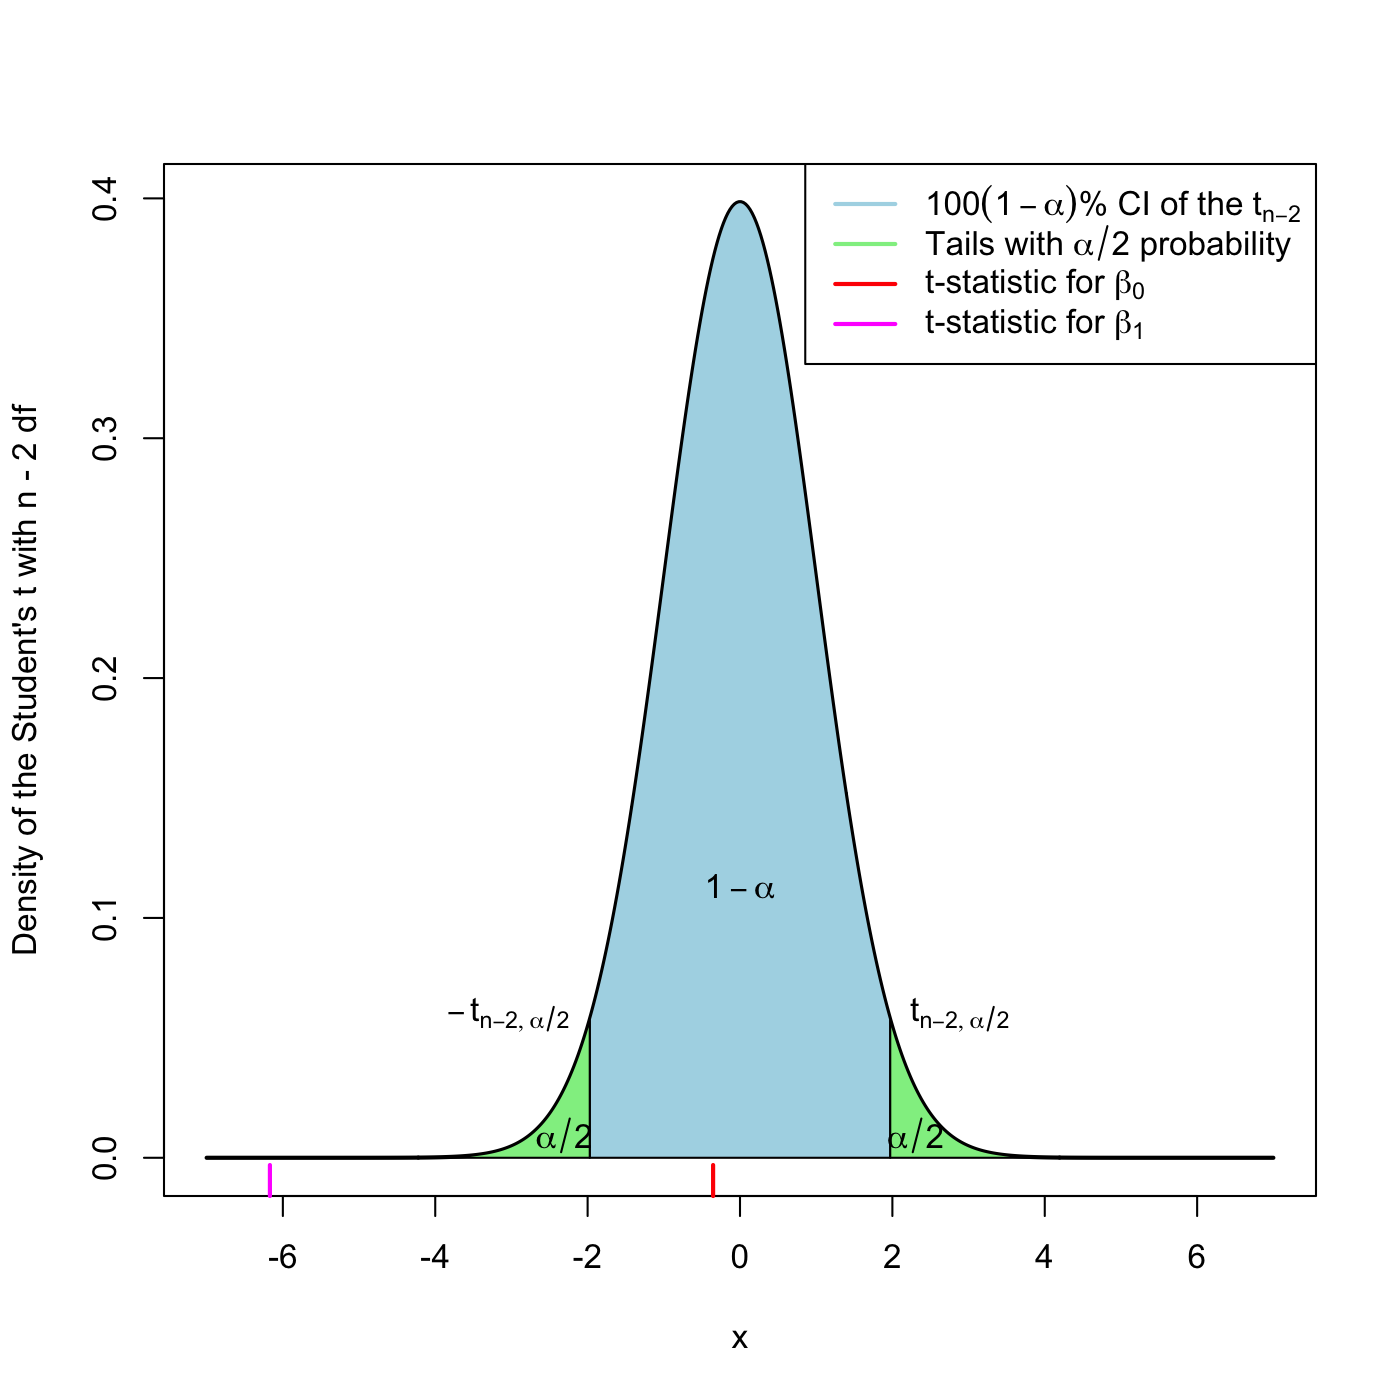 100(1 − α)% CI of the tₙ₋₂
Tails with α/2 probability
t-statistic for β₀
t-statistic for β₁
Density of the Student's t with n - 2 df
0.4
0.3
0.2
0.1
0.0
1 − α
−t_{n−2, α/2}
t_{n−2, α/2}
α/2
α/2
-6 -4 -2 0 2 4 6
x